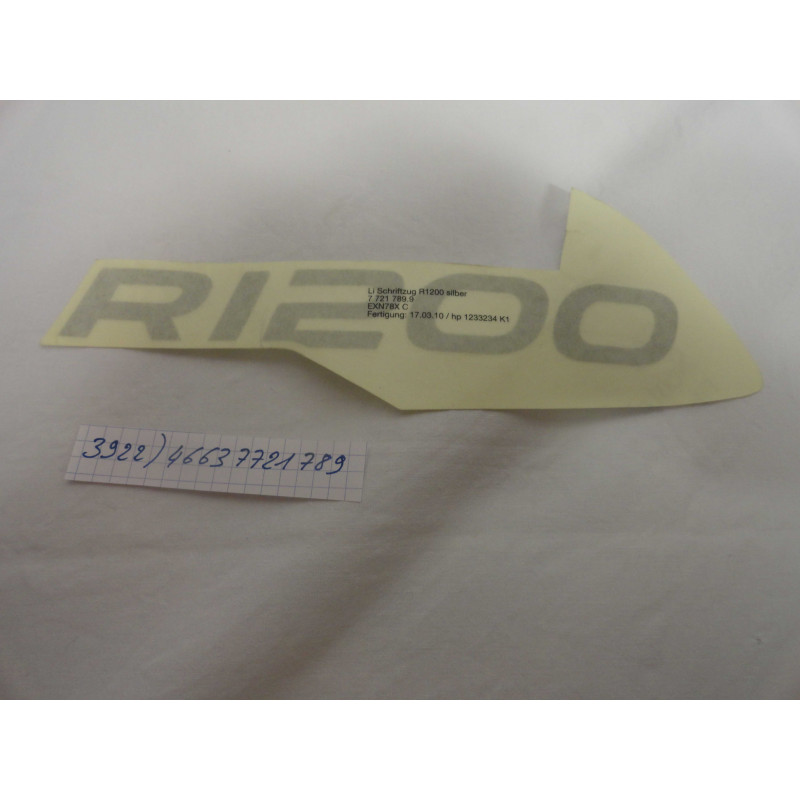 R1200
Li Schriftzug R1200 silber
7 721 789.9
EXN78X C
Fertigung: 17.03.10 / hp 1233234 K1
3922) 46637721789